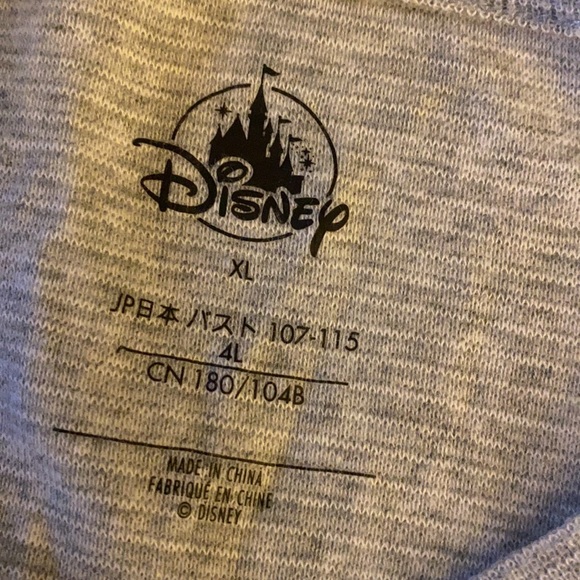 Disney
XL
JP日本 バスト 107-115
4L
CN 180/104B
MADE IN CHINA
FABRIQUÉ EN CHINE
© DISNEY